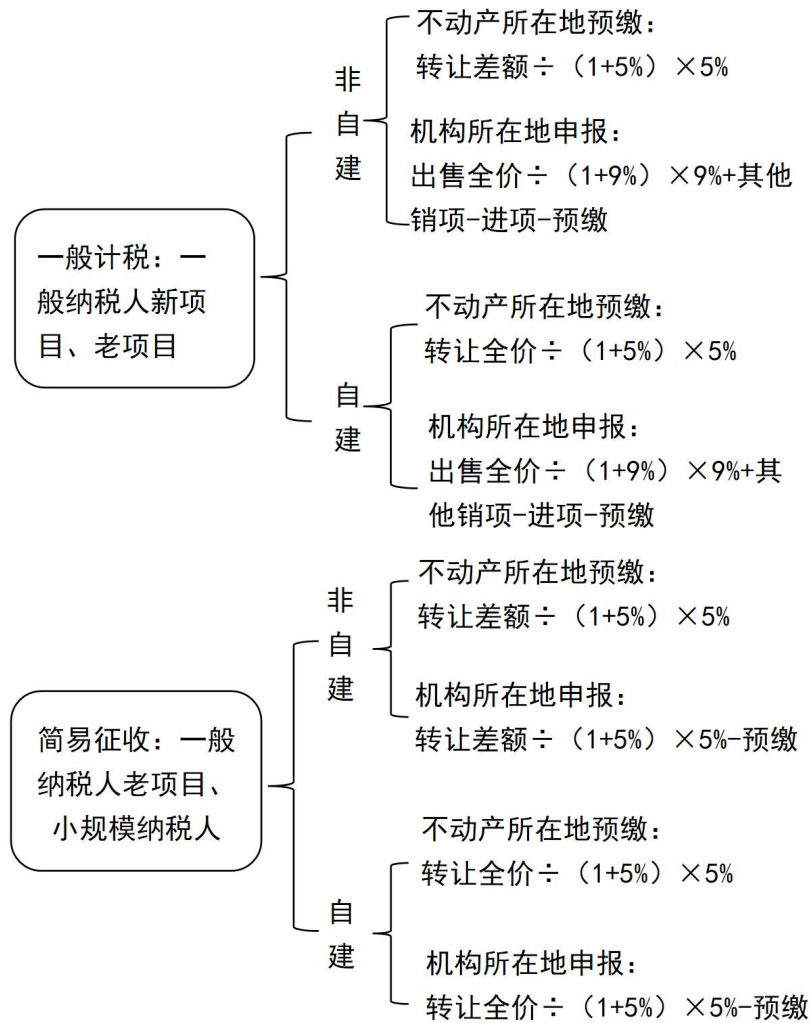 一般计税：一
般纳税人新项
目、老项目
非
自
建
不动产所在地预缴：
转让差额÷（1+5%）×5%
机构所在地申报：
出售全价÷（1+9%）×9%+其他
销项-进项-预缴
自
建
不动产所在地预缴：
转让全价÷（1+5%）×5%
机构所在地申报：
出售全价÷（1+9%）×9%+其
他销项-进项-预缴
简易征收：一般
纳税人老项目、
小规模纳税人
非
自
建
不动产所在地预缴：
转让差额÷（1+5%）×5%
机构所在地申报：
转让差额÷（1+5%）×5%-预缴
自
建
不动产所在地预缴：
转让全价÷（1+5%）×5%
机构所在地申报：
转让全价÷（1+5%）×5%-预缴